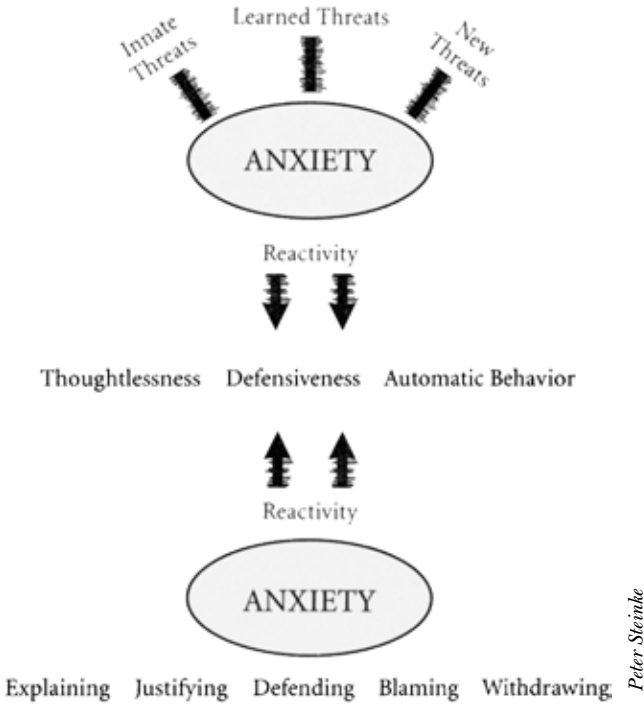 Innate
Threats
Learned Threats
New
Threats
ANXIETY
Reactivity
Thoughtlessness Defensiveness Automatic Behavior
Reactivity
ANXIETY
Explaining Justifying Defending Blaming Withdrawing
Peter Steinke